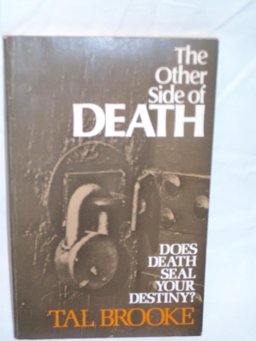 The
Other
Side of
DEATH
DOES
DEATH
SEAL
YOUR
DESTINY?
TAL BROOKE